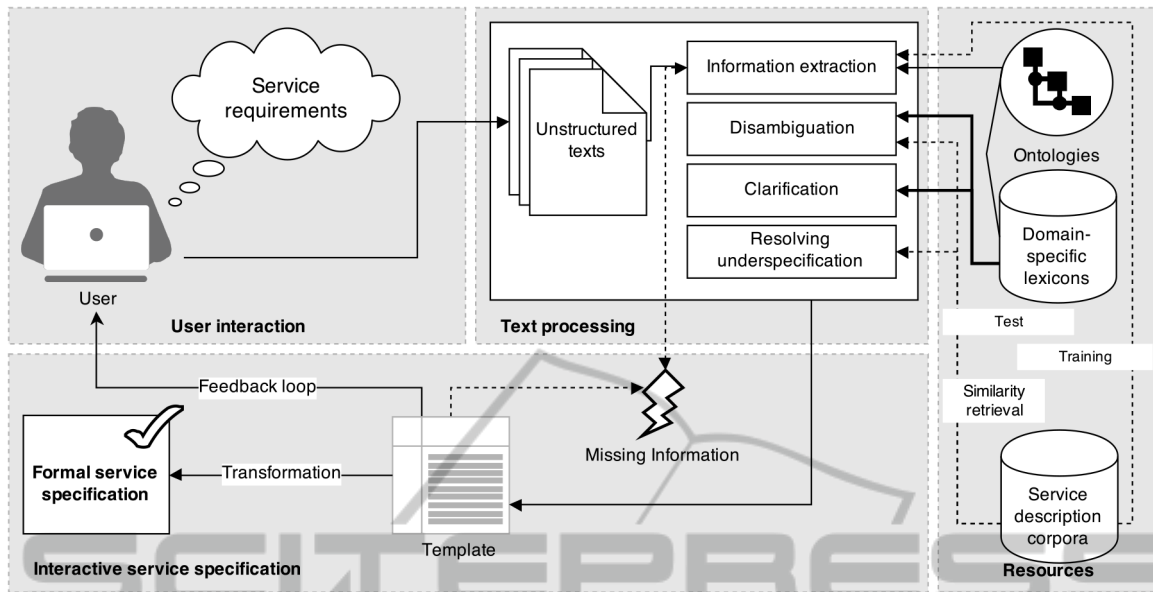 Service
requirements
User
User interaction
Unstructured
texts
Information extraction
Disambiguation
Clarification
Resolving
underspecification
Text processing
Ontologies
Domain-
specific
lexicons
Test
Training
Similarity
retrieval
Service
description
corpora
Resources
Feedback loop
Formal service
specification
Transformation
Template
Missing Information
Interactive service specification
SCITEPRESS